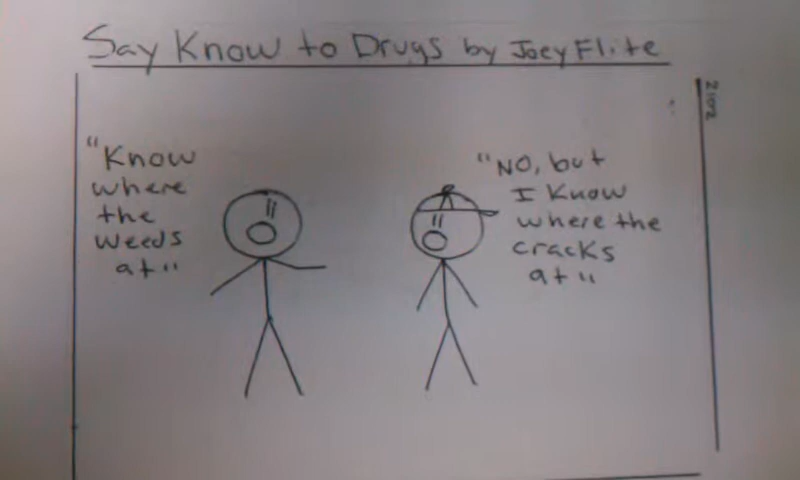 Say Know to Drugs by Joey Flite
2102
"Know
where
the
weeds
at"
"NO, but
I Know
where the
cracks
at"